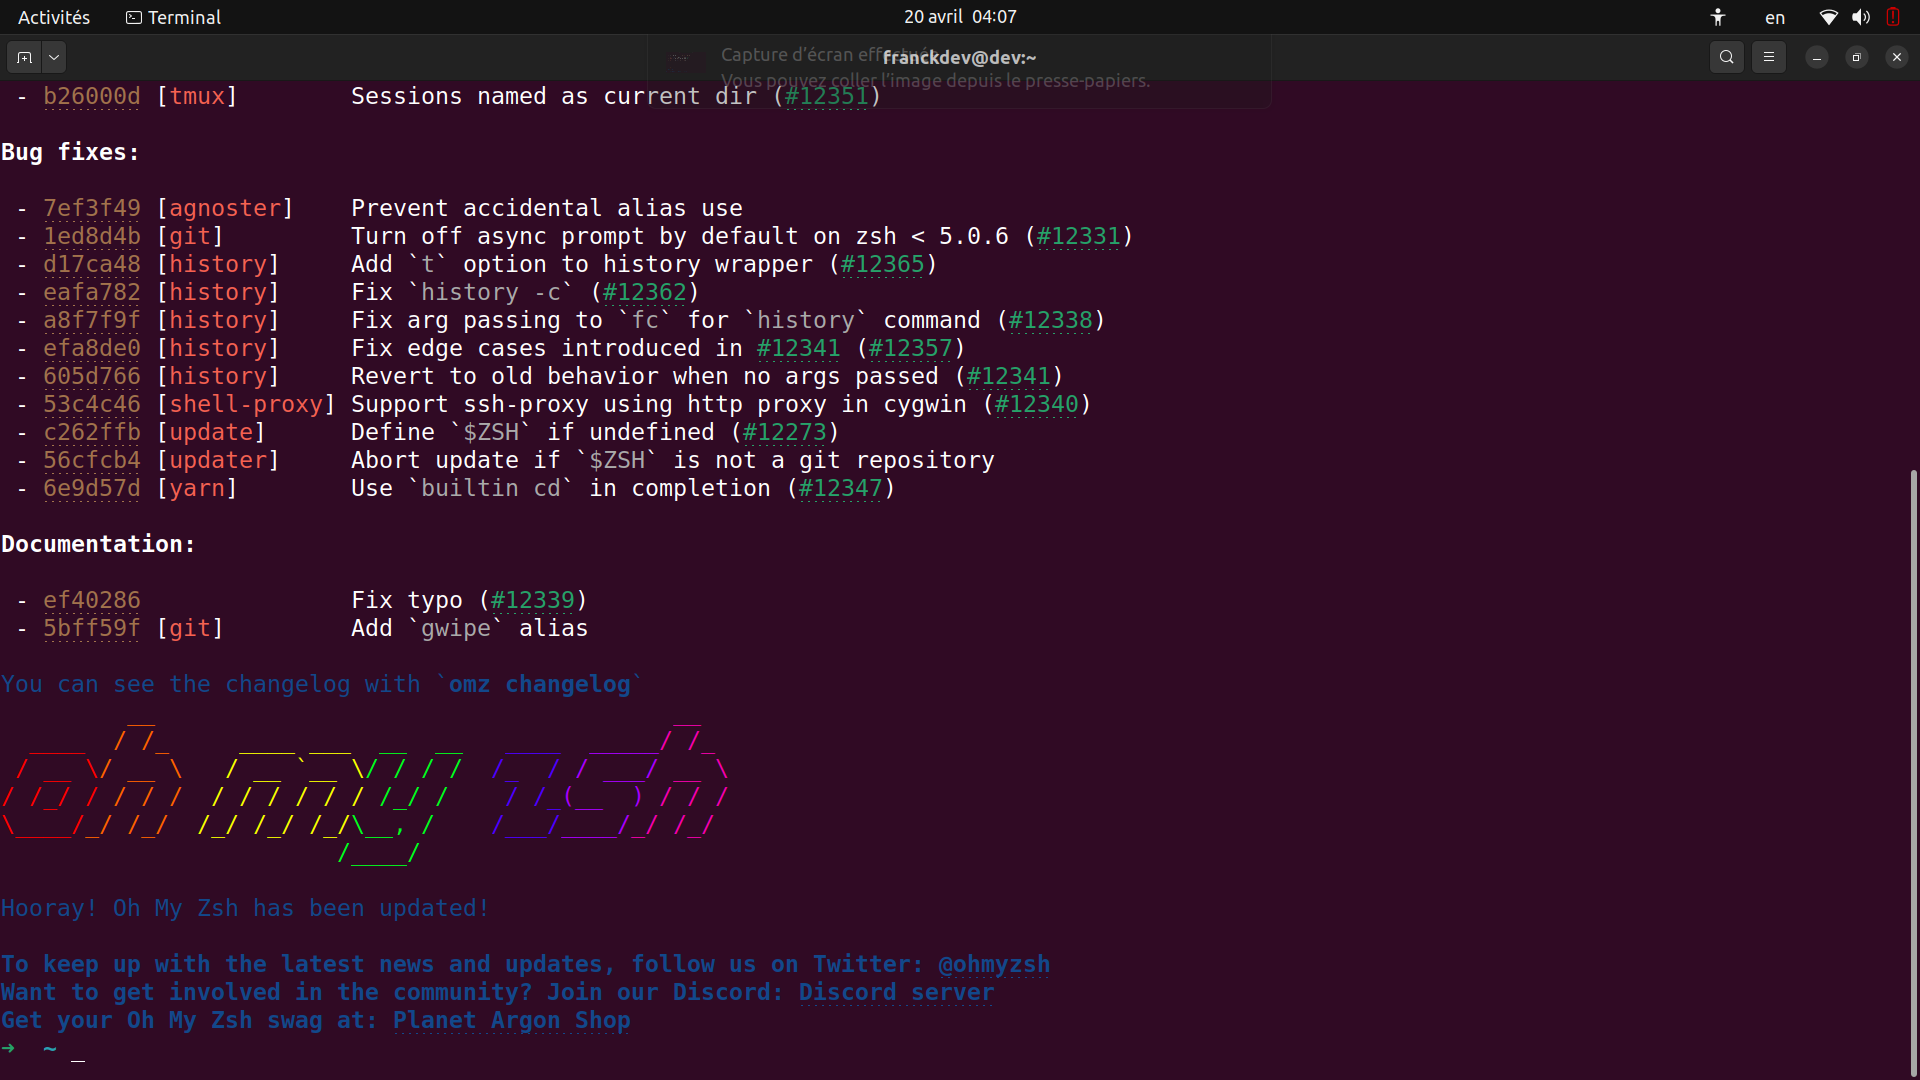 Activités Terminal 20 avril 04:07 en
franckdev@dev:~
Capture d'écran
Vous pouvez coller l'image depuis le presse-papiers.
- b26000d [tmux] Sessions named as current dir (#12351)
Bug fixes:
- 7ef3f49 [agnoster] Prevent accidental alias use
- 1ed8d4b [git] Turn off async prompt by default on zsh < 5.0.6 (#12331)
- d17ca48 [history] Add `t` option to history wrapper (#12365)
- eafa782 [history] Fix `history -c` (#12362)
- a8f7f9f [history] Fix arg passing to `fc` for `history` command (#12338)
- efa8de0 [history] Fix edge cases introduced in #12341 (#12357)
- 605d766 [history] Revert to old behavior when no args passed (#12341)
- 53c4c46 [shell-proxy] Support ssh-proxy using http proxy in cygwin (#12340)
- c262ffb [update] Define `$ZSH` if undefined (#12273)
- 56cfcb4 [updater] Abort update if `$ZSH` is not a git repository
- 6e9d57d [yarn] Use `builtin cd` in completion (#12347)
Documentation:
- ef40286 Fix typo (#12339)
- 5bff59f [git] Add `gwipe` alias
You can see the changelog with `omz changelog`
oh my zsh
Hooray! Oh My Zsh has been updated!
To keep up with the latest news and updates, follow us on Twitter: @ohmyzsh
Want to get involved in the community? Join our Discord: Discord server
Get your Oh My Zsh swag at: Planet Argon Shop
➜ ~ _